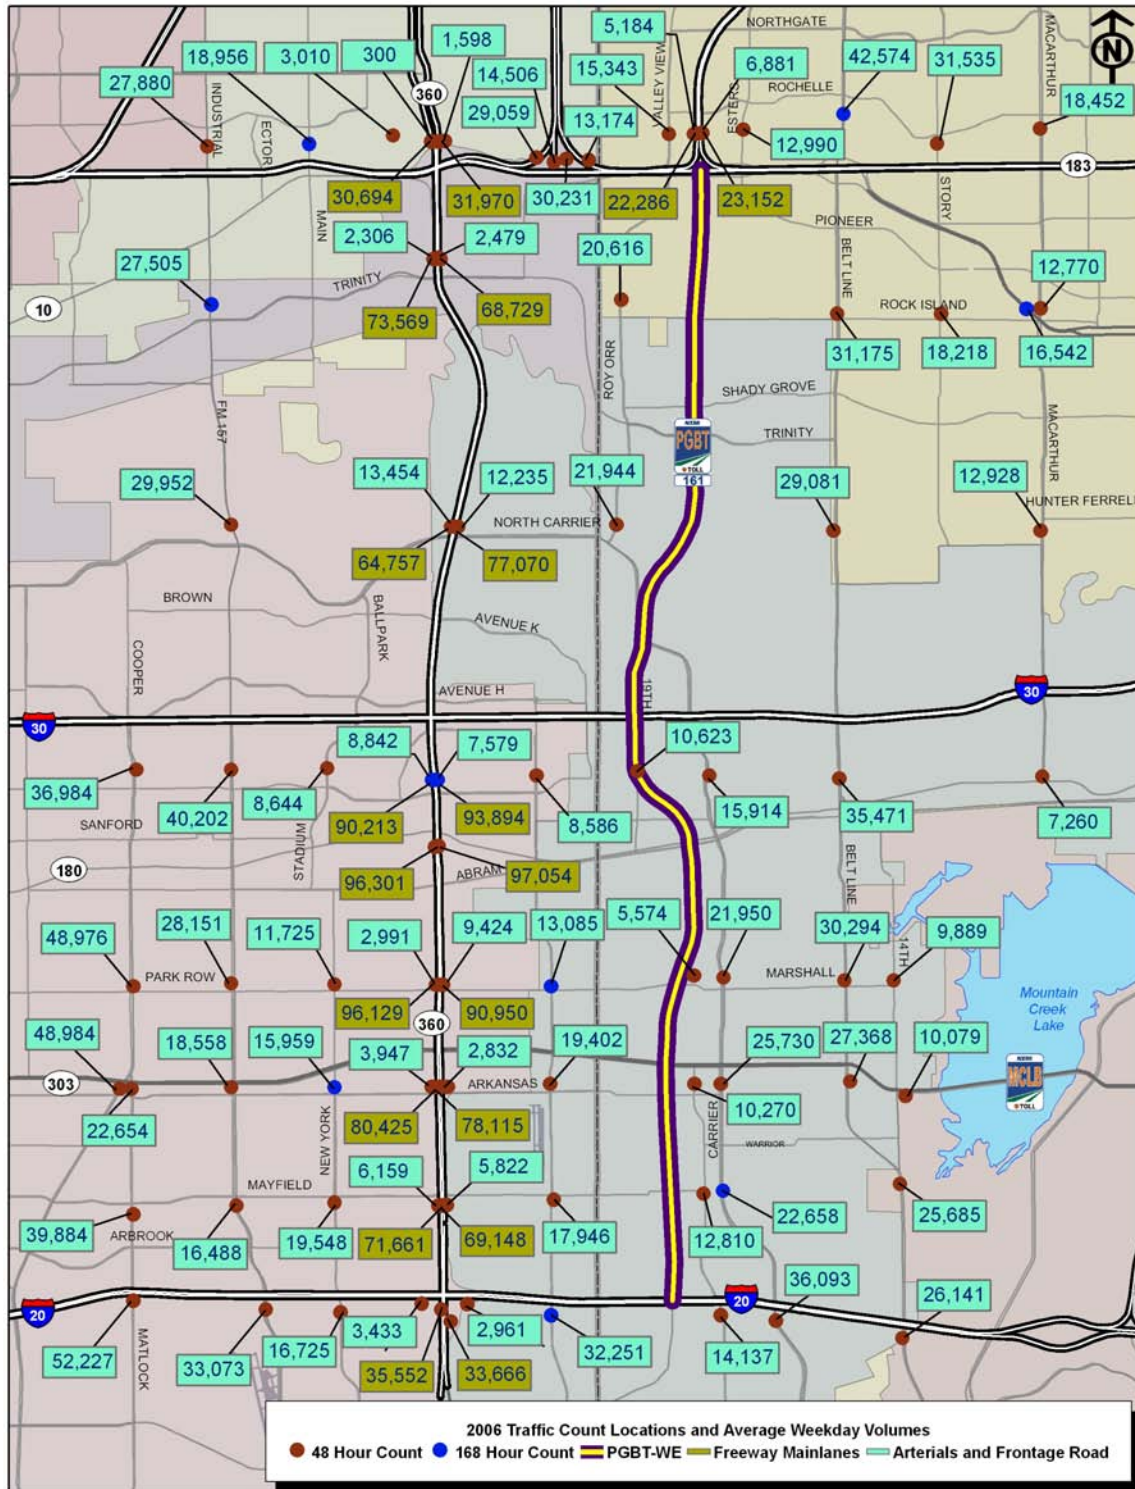 NORTHGATE
5,184
1,598
300
3,010
18,956
27,880
14,506
15,343
6,881
42,574
31,535
MACARTHUR
N
VALLEY VIEW
ESTERS
ROCHELLE
INDUSTRIAL
360
29,059
13,174
12,990
18,452
ECTOR
183
30,694
31,970
30,231
22,286
23,152
MAIN
STORY
PIONEER
2,306
2,479
20,616
BELT LINE
27,505
TRINITY
12,770
10
ROCK ISLAND
73,569
68,729
31,175
18,218
16,542
ROY ORR
SHADY GROVE
FM 157
TRINITY
MACARTHUR
PGBT
TOLL
161
29,952
13,454
12,235
21,944
29,081
12,928
NORTH CARRIER
HUNTER FERRELL
64,757
77,070
BROWN
BALLPARK
AVENUE K
COOPER
AVENUE H
19TH
30
30
8,842
7,579
10,623
36,984
40,202
8,644
8,586
15,914
35,471
7,260
SANFORD
90,213
93,894
STADIUM
180
96,301
ABRAM
97,054
BELT LINE
48,976
28,151
11,725
2,991
9,424
13,085
5,574
21,950
30,294
9,889
14TH
PARK ROW
MARSHALL
96,129
90,950
Mountain
Creek
Lake
360
48,984
18,558
15,959
3,947
2,832
19,402
25,730
27,368
10,079
MCLB
TOLL
303
ARKANSAS
22,654
10,270
80,425
78,115
NEW YORK
CARRIER
WARRIOR
6,159
5,822
MAYFIELD
39,884
ARBROOK
16,488
19,548
71,661
69,148
17,946
12,810
22,658
25,685
36,093
26,141
20
20
52,227
MATLOCK
33,073
16,725
3,433
35,552
2,961
33,666
32,251
14,137
2006 Traffic Count Locations and Average Weekday Volumes
48 Hour Count 168 Hour Count PGBT-WE Freeway Mainlanes Arterials and Frontage Road